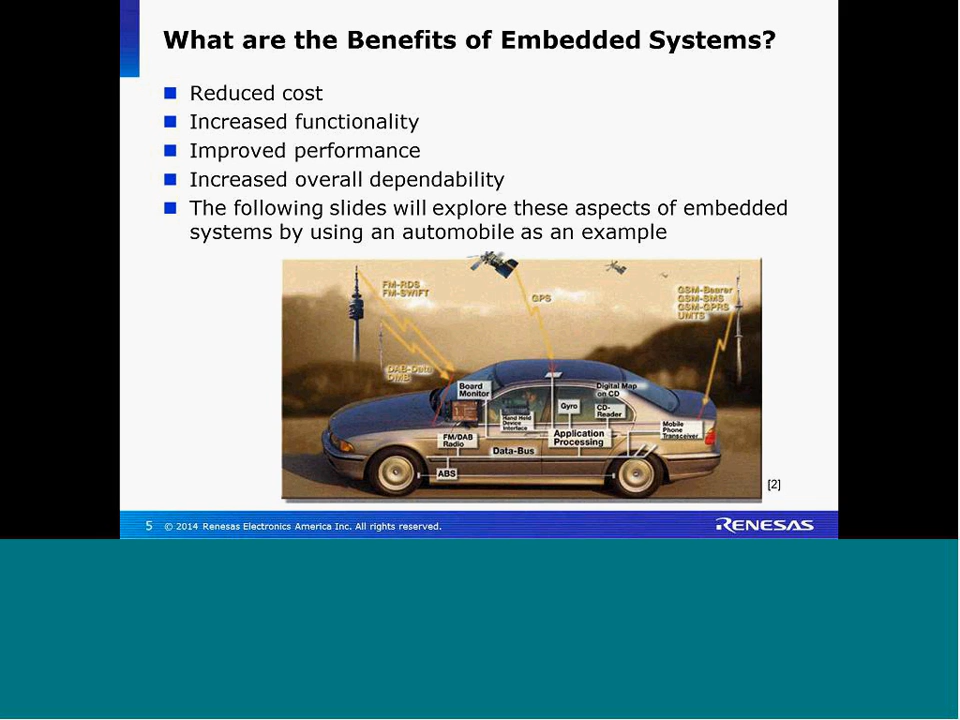 What are the Benefits of Embedded Systems?
Reduced cost
Increased functionality
Improved performance
Increased overall dependability
The following slides will explore these aspects of embedded
systems by using an automobile as an example
FM-RDS
FM-SWIFT
GPS
GSM-Bearer
GSM-SMS
GSM-GPRS
UMTS
DAB-Data
DMB
Board
Monitor
Hand Held
Device
Interface
Gyro
Digital Map
on CD
CD-
Reader
Mobile
Phone
Transceiver
FM/DAB
Radio
Data-Bus
Application
Processing
ABS
[2]
5 © 2014 Renesas Electronics America Inc. All rights reserved.
RENESAS